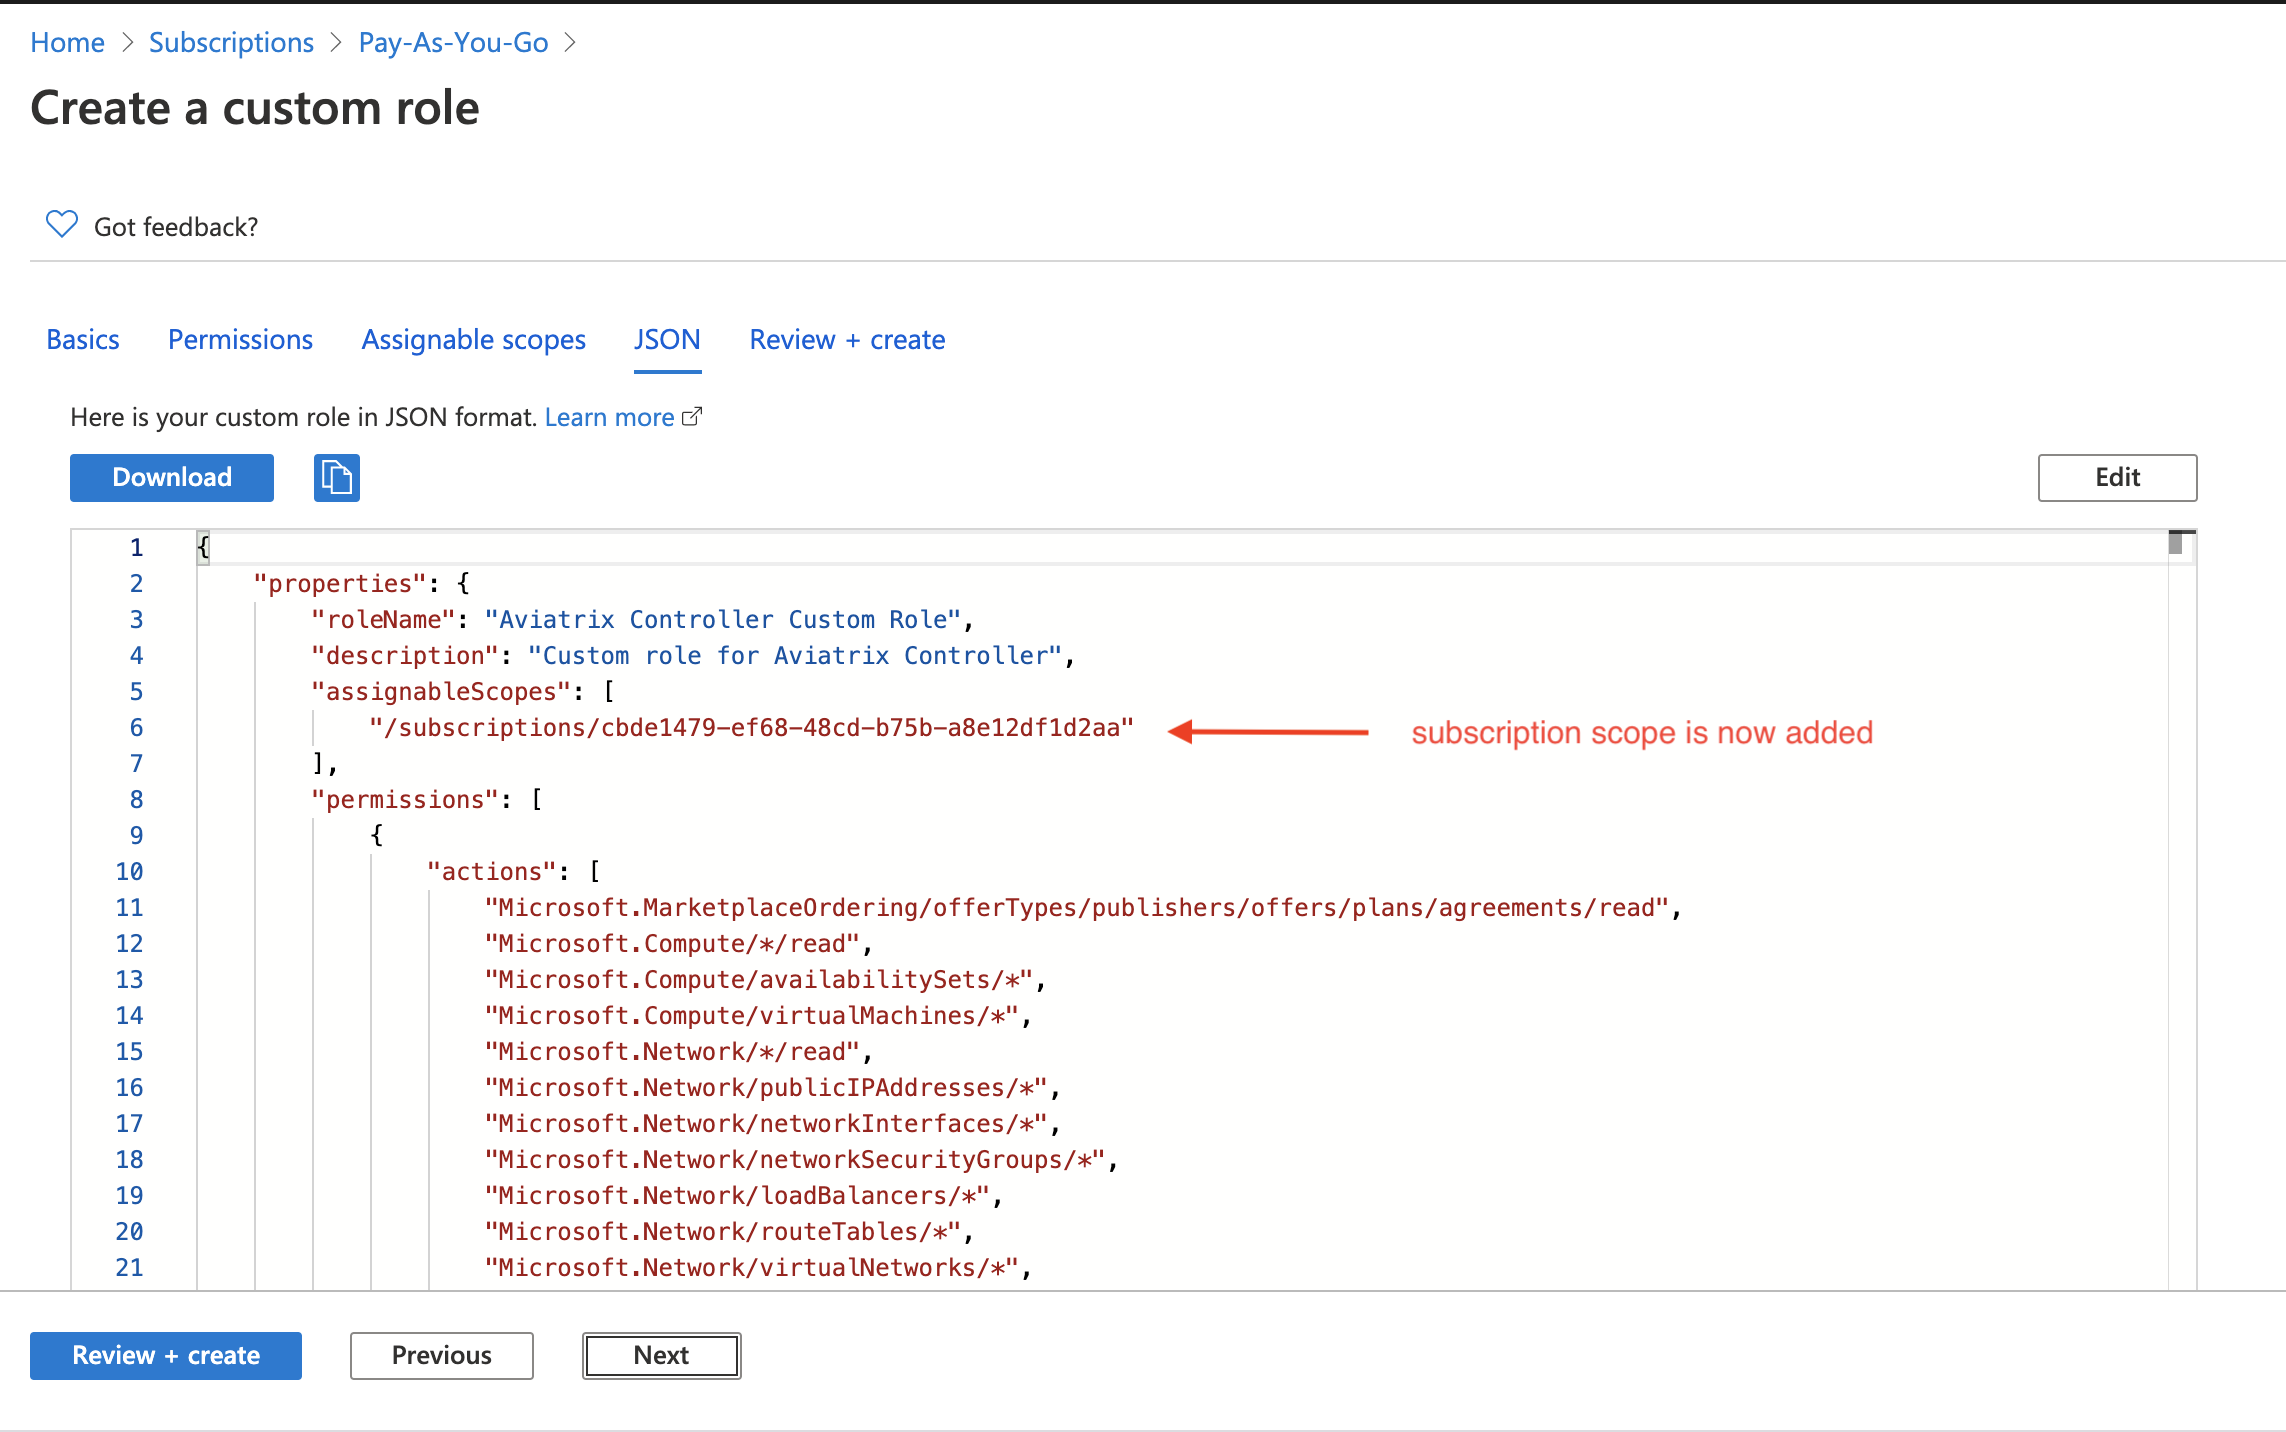 Home > Subscriptions > Pay-As-You-Go >
Create a custom role
Got feedback?
Basics Permissions Assignable scopes JSON Review + create
Here is your custom role in JSON format. Learn more
Download Edit
1 {
2 "properties": {
3 "roleName": "Aviatrix Controller Custom Role",
4 "description": "Custom role for Aviatrix Controller",
5 "assignableScopes": [
6 "/subscriptions/cbde1479-ef68-48cd-b75b-a8e12df1d2aa" subscription scope is now added
7 ],
8 "permissions": [
9 {
10 "actions": [
11 "Microsoft.MarketplaceOrdering/offerTypes/publishers/offers/plans/agreements/read",
12 "Microsoft.Compute/*/read",
13 "Microsoft.Compute/availabilitySets/*",
14 "Microsoft.Compute/virtualMachines/*",
15 "Microsoft.Network/*/read",
16 "Microsoft.Network/publicIPAddresses/*",
17 "Microsoft.Network/networkInterfaces/*",
18 "Microsoft.Network/networkSecurityGroups/*",
19 "Microsoft.Network/loadBalancers/*",
20 "Microsoft.Network/routeTables/*",
21 "Microsoft.Network/virtualNetworks/*",
Review + create Previous Next